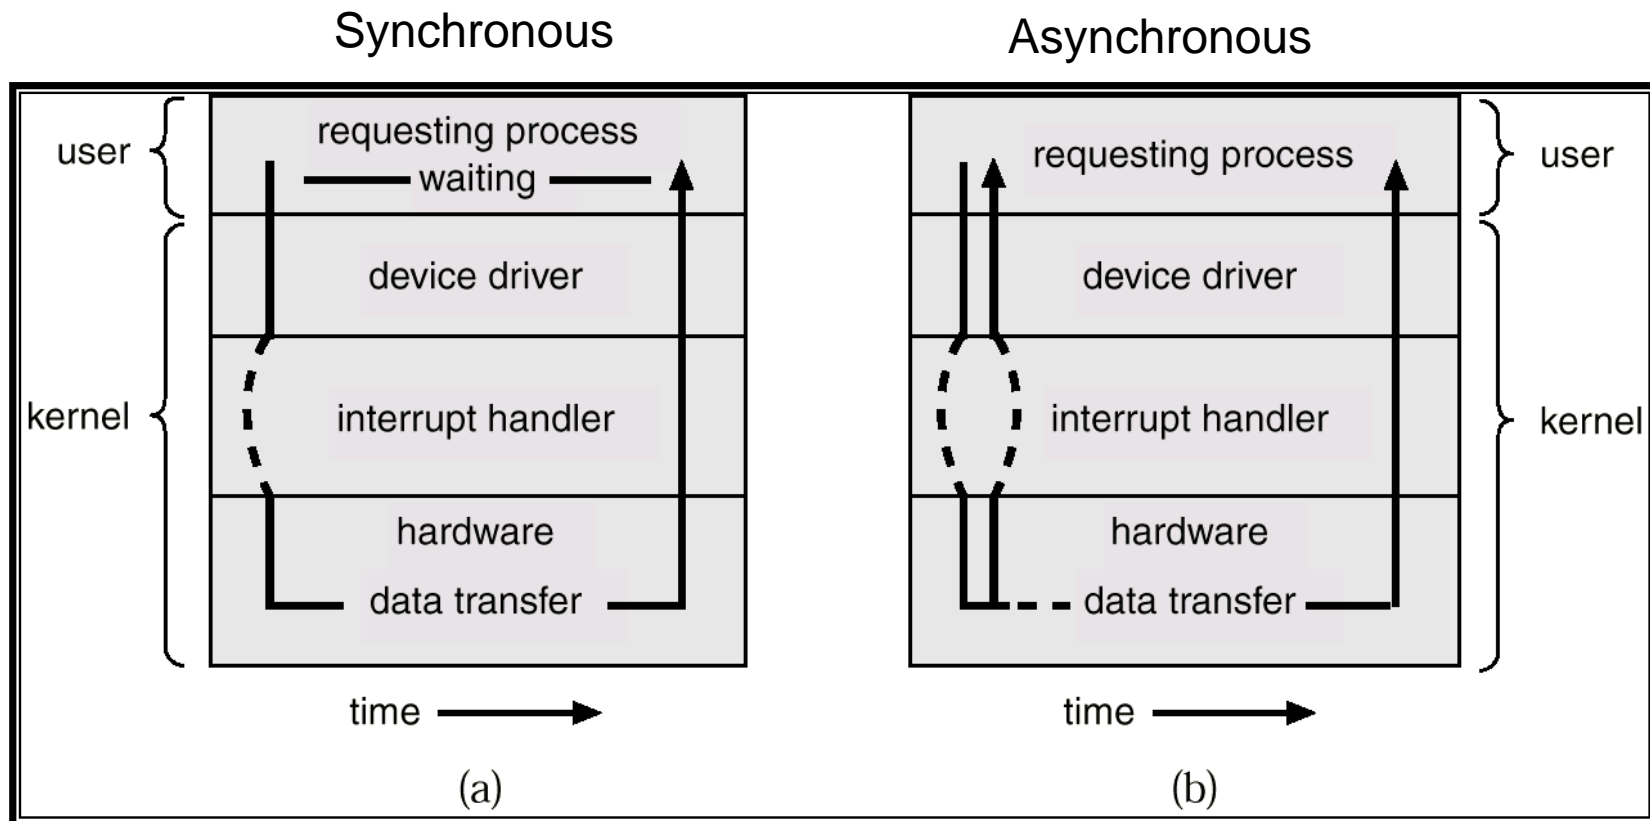 Synchronous
Asynchronous
user
requesting process
waiting
device driver
kernel
interrupt handler
hardware
data transfer
time
(a)
requesting process
user
device driver
interrupt handler
kernel
hardware
data transfer
time
(b)